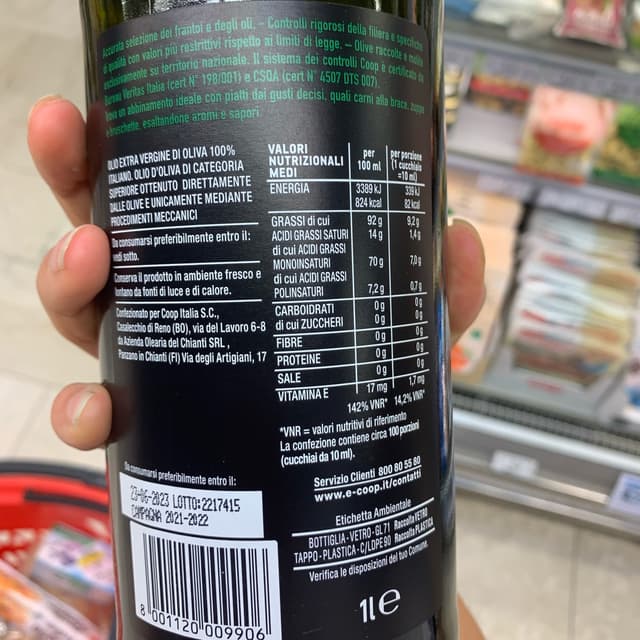 Accurata selezione dei frantoi e degli oli. – Controlli rigorosi della filiera e specifiche
di qualità con valori più restrittivi rispetto ai limiti di legge. – Olive raccolte e molite
esclusivamente su territorio nazionale. Il sistema dei controlli Coop è certificato da
Bureau Veritas Italia (cert N° 198/001) e CSQA (cert N° 4507 DTS 007).
Trova un abbinamento ideale con piatti dai gusti decisi, quali carni alla brace, zuppe
e bruschette, esaltandone aromi e sapori.
OLIO EXTRA VERGINE DI OLIVA 100%
ITALIANO. OLIO D'OLIVA DI CATEGORIA
SUPERIORE OTTENUTO DIRETTAMENTE
DALLE OLIVE E UNICAMENTE MEDIANTE
PROCEDIMENTI MECCANICI
Da consumarsi preferibilmente entro il:
vedi sotto.
Conserva il prodotto in ambiente fresco e
lontano da fonti di luce e di calore.
Confezionato per Coop Italia S.C.,
Casalecchio di Reno (BO), via del Lavoro 6-8
da Azienda Olearia del Chianti SRL,
Panzano in Chianti (FI) Via degli Artigiani, 17
VALORI NUTRIZIONALI MEDI per 100 ml per porzione (1 cucchiaio =10 ml)
ENERGIA 3389 kJ 339 kJ
824 kcal 82 kcal
GRASSI di cui 92 g 9,2 g
ACIDI GRASSI SATURI 14 g 1,4 g
di cui ACIDI GRASSI
MONOINSATURI 70 g 7,0 g
di cui ACIDI GRASSI
POLINSATURI 7,2 g 0,7 g
CARBOIDRATI 0 g 0 g
di cui ZUCCHERI 0 g 0 g
FIBRE 0 g 0 g
PROTEINE 0 g 0 g
SALE 0 g 0 g
VITAMINA E 17 mg 1,7 mg
142% VNR* 14,2% VNR*
*VNR = valori nutritivi di riferimento
La confezione contiene circa 100 porzioni
(cucchiai da 10 ml).
Servizio Clienti 800 80 55 80
www.e-coop.it/contatti
Etichetta Ambientale
BOTTIGLIA - VETRO - GL 71 Raccolta VETRO
TAPPO - PLASTICA - C/LDPE 90 Raccolta PLASTICA
Verifica le disposizioni del tuo Comune.
Da consumarsi preferibilmente entro il:
23-06-2023 LOTTO:2217415
CAMPAGNA 2021-2022
8 001120 009906
1l e